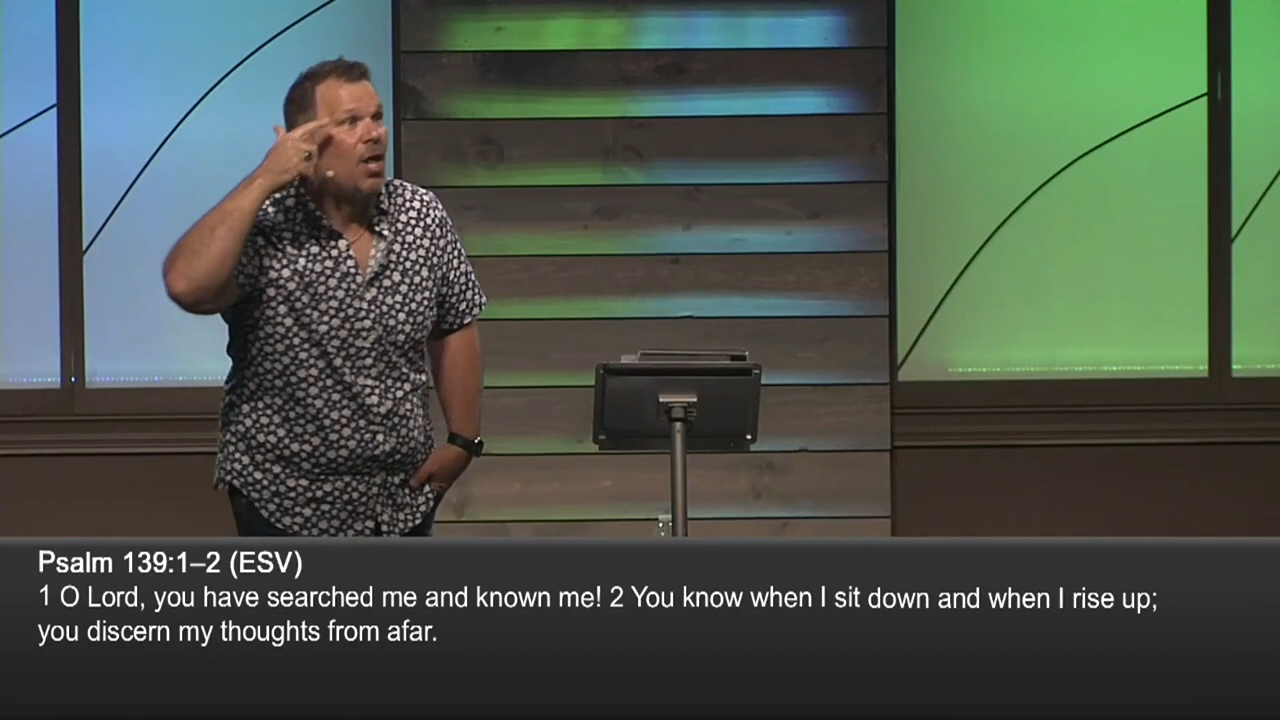 Psalm 139:1–2 (ESV)
1 O Lord, you have searched me and known me! 2 You know when I sit down and when I rise up;
you discern my thoughts from afar.